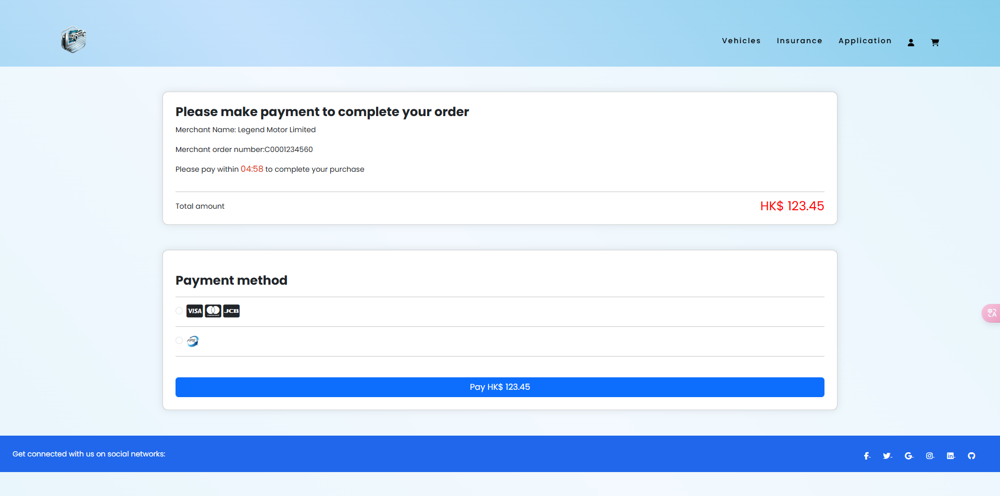 Vehicles Insurance Application
Please make payment to complete your order
Merchant Name: Legend Motor Limited
Merchant order number:C0001234560
Please pay within 04:58 to complete your purchase
Total amount HK$ 123.45
Payment method
VISA mastercard JCB
FPS
Pay HK$ 123.45
Get connected with us on social networks: